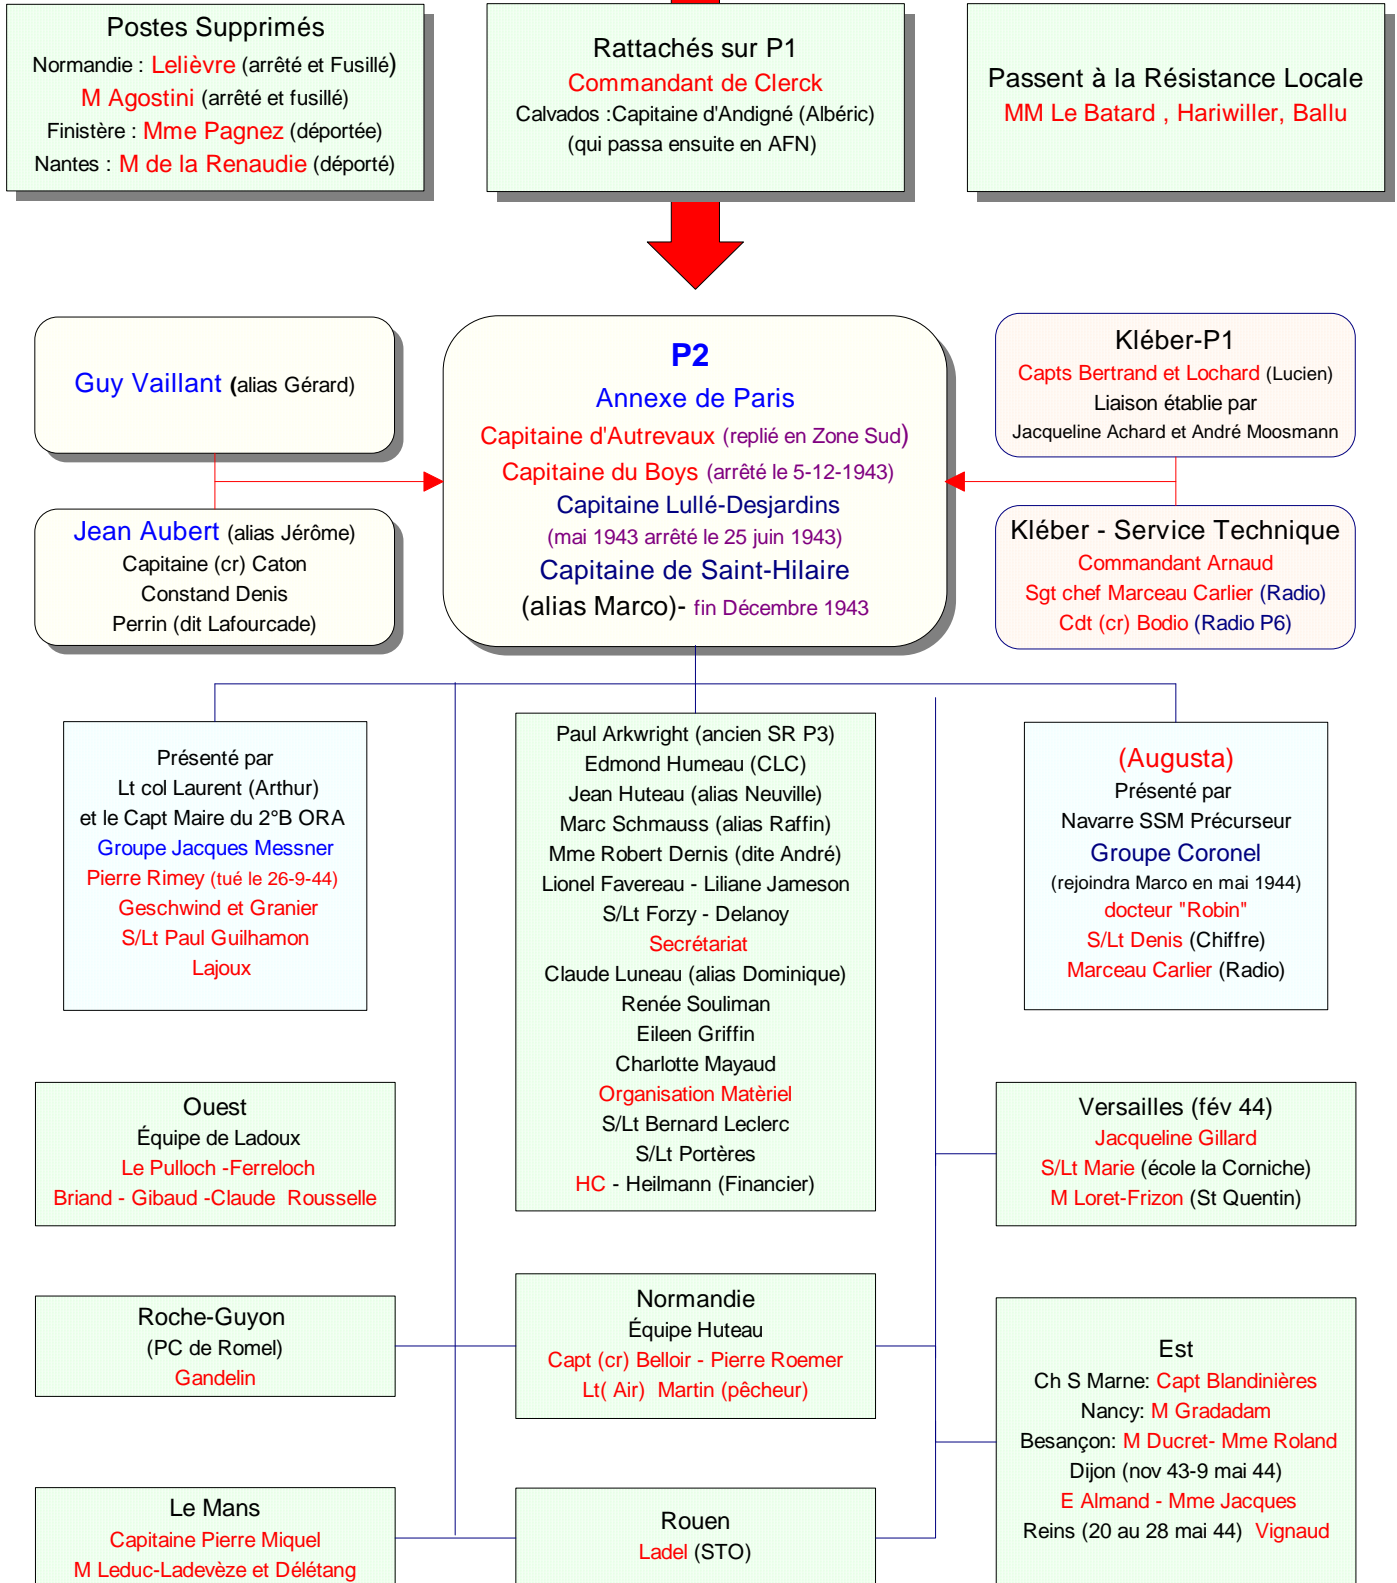 Postes Supprimés
Normandie : Lelièvre (arrêté et Fusillé)
M Agostini (arrêté et fusillé)
Finistère : Mme Pagnez (déportée)
Nantes : M de la Renaudie (déporté)
Rattachés sur P1
Commandant de Clerck
Calvados :Capitaine d'Andigné (Albéric)
(qui passa ensuite en AFN)
Passent à la Résistance Locale
MM Le Batard , Hariwiller, Ballu
Guy Vaillant (alias Gérard)
Jean Aubert (alias Jérôme)
Capitaine (cr) Caton
Constand Denis
Perrin (dit Lafourcade)
P2
Annexe de Paris
Capitaine d'Autrevaux (replié en Zone Sud)
Capitaine du Boys (arrêté le 5-12-1943)
Capitaine Lullé-Desjardins
(mai 1943 arrêté le 25 juin 1943)
Capitaine de Saint-Hilaire
(alias Marco)- fin Décembre 1943
Kléber-P1
Capts Bertrand et Lochard (Lucien)
Liaison établie par
Jacqueline Achard et André Moosmann
Kléber - Service Technique
Commandant Arnaud
Sgt chef Marceau Carlier (Radio)
Cdt (cr) Bodio (Radio P6)
Présenté par
Lt col Laurent (Arthur)
et le Capt Maire du 2°B ORA
Groupe Jacques Messner
Pierre Rimey (tué le 26-9-44)
Geschwind et Granier
S/Lt Paul Guilhamon
Lajoux
Paul Arkwright (ancien SR P3)
Edmond Humeau (CLC)
Jean Huteau (alias Neuville)
Marc Schmauss (alias Raffin)
Mme Robert Dernis (dite André)
Lionel Favereau - Liliane Jameson
S/Lt Forzy - Delanoy
Secrétariat
Claude Luneau (alias Dominique)
Renée Souliman
Eileen Griffin
Charlotte Mayaud
Organisation Matèriel
S/Lt Bernard Leclerc
S/Lt Portères
HC - Heilmann (Financier)
(Augusta)
Présenté par
Navarre SSM Précurseur
Groupe Coronel
(rejoindra Marco en mai 1944)
docteur "Robin"
S/Lt Denis (Chiffre)
Marceau Carlier (Radio)
Ouest
Équipe de Ladoux
Le Pulloch -Ferreloch
Briand - Gibaud -Claude  Rousselle
Versailles (fév 44)
Jacqueline Gillard
S/Lt Marie (école la Corniche)
M Loret-Frizon (St Quentin)
Roche-Guyon
(PC de Romel)
Gandelin
Normandie
Équipe Huteau
Capt (cr) Belloir - Pierre Roemer
Lt( Air)  Martin (pêcheur)
Est
Ch S Marne: Capt Blandinières
Nancy: M Gradadam
Besançon: M Ducret- Mme Roland
Dijon (nov 43-9 mai 44)
E Almand - Mme Jacques
Reins (20 au 28 mai 44)  Vignaud
Le Mans
Capitaine Pierre Miquel
M Leduc-Ladevèze et Délétang
Rouen
Ladel (STO)